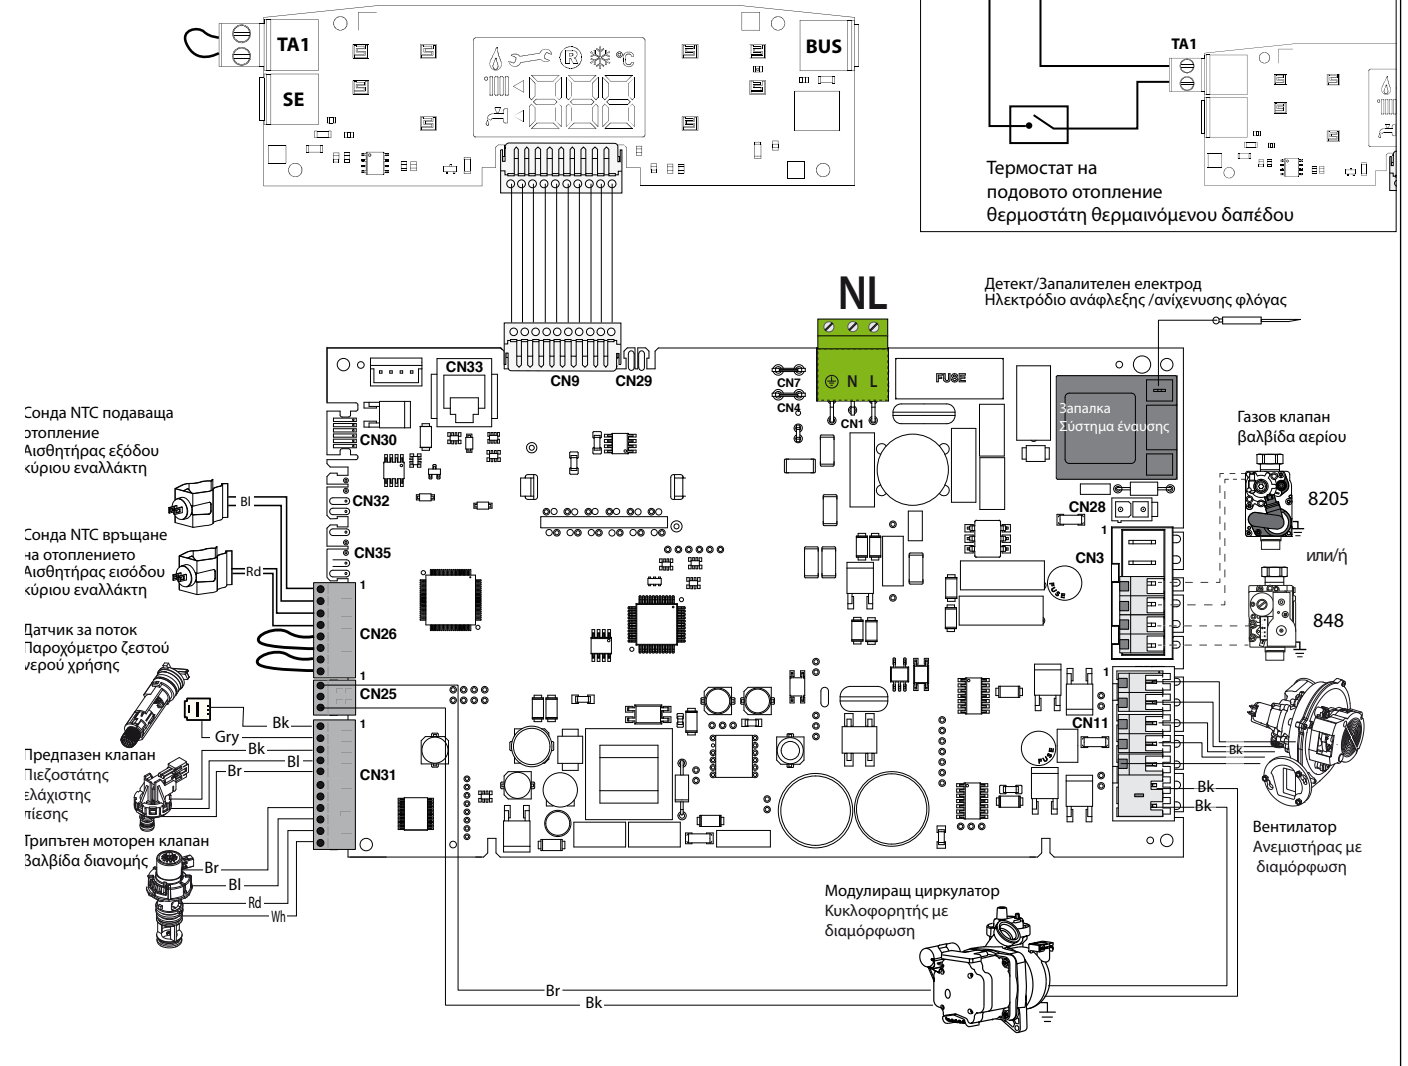 TA1
SE
BUS
R
°C
TA1
Термостат на
подовото отопление
θερμοστάτη θερμαινόμενου δαπέδου
NL
Детект/Запалителен електрод
Ηλεκτρόδιο ανάφλεξης /ανίχενυσης φλόγας
CN33
CN9
CN29
CN7
CN4
N L
CN1
FUSE
Запалка
Σύστημα έναυσης
CN30
CN32
CN35
CN28
1
CN3
FUSE
Газов клапан
βαλβίδα αερίου
8205
или/ή
848
Сонда NTC подаваща
отопление
Αισθητήρας εξόδου
κύριου εναλλάκτη
Bl
Сонда NTC връщане
на отоплението
Αισθητήρας εισόδου
κύριου εναλλάκτη
Rd
1
CN26
1
Датчик за поток
Παροχόμετρο ζεστού
νερού χρήσης
CN25
Bk
Gry
1
CN31
Предпазен клапан
Πιεζοστάτης
ελάχιστης
πίεσης
Bk
Bl
Br
Трипътен моторен клапан
βαλβίδα διανομής
Br
Bl
Rd
Wh
1
CN11
FUSE
Bk
Bk
Bk
Вентилатор
Ανεμιστήρας με
διαμόρφωση
Модулиращ циркулатор
Κυκλοφορητής με
διαμόρφωση
Br
Bk